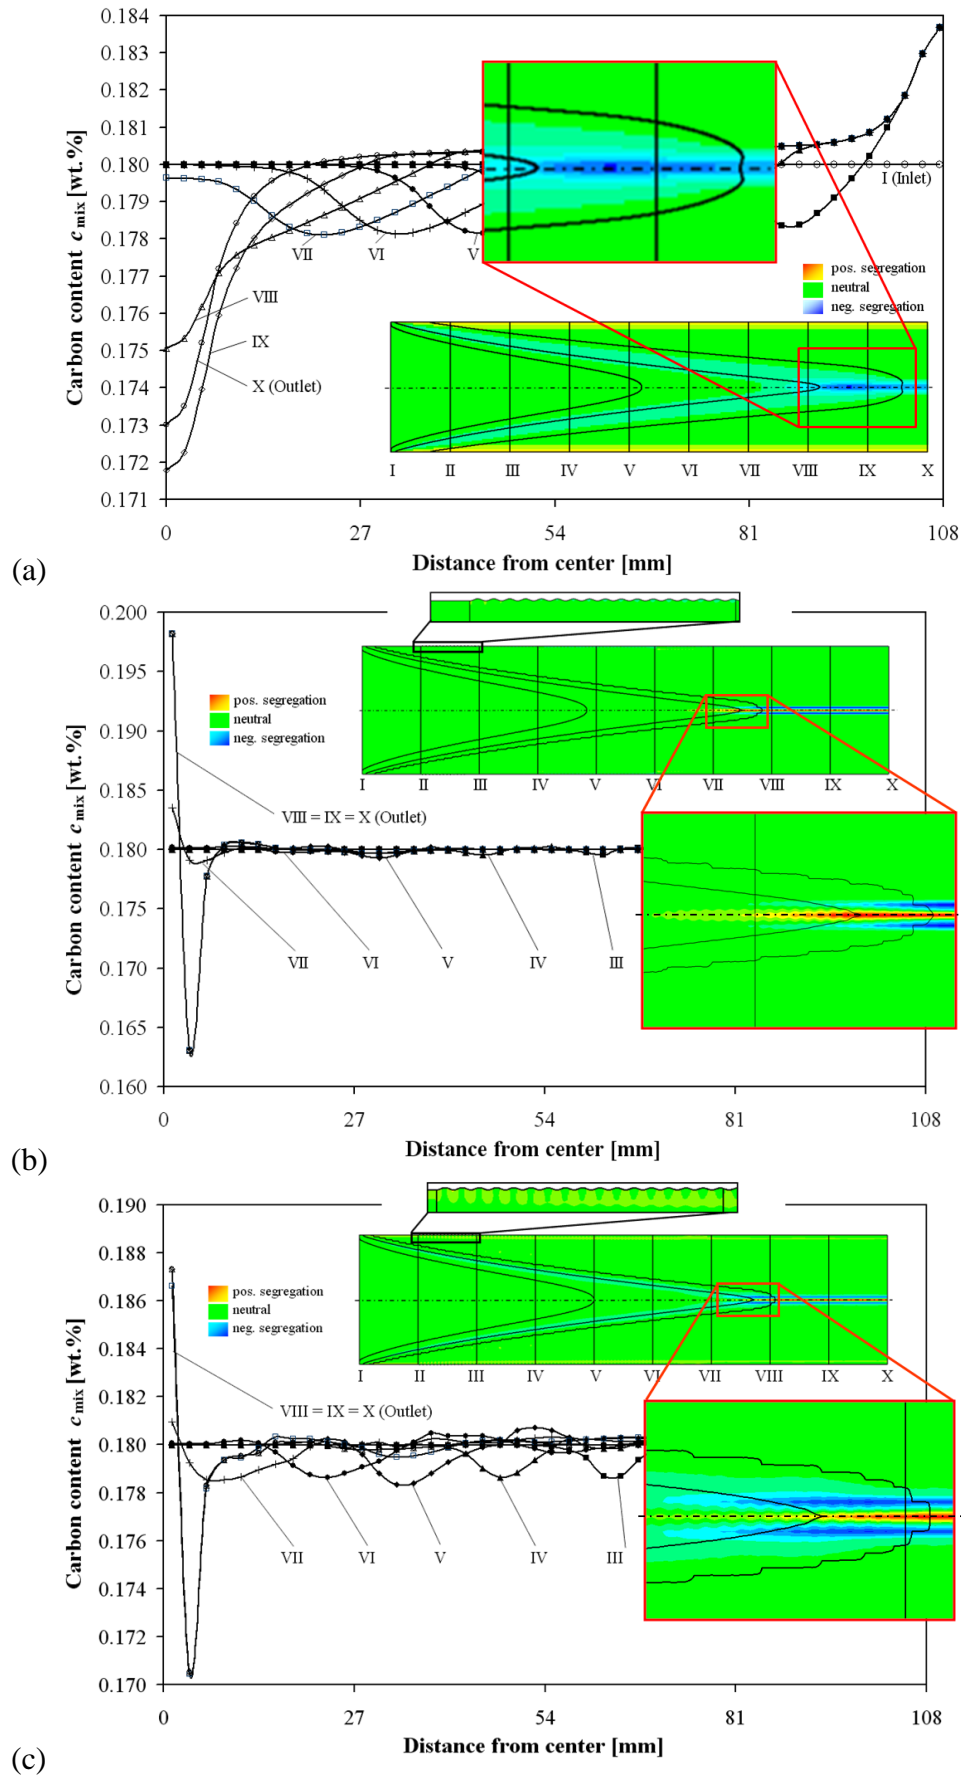 0.184
0.183
0.182
0.181
0.180
0.179
0.178
0.177
0.176
0.175
0.174
0.173
0.172
0.171
Carbon content c mix [wt.%]
I (Inlet)
VII VI V
VIII
IX
X (Outlet)
pos. segregation
neutral
neg. segregation
I II III IV V VI VII VIII IX X
0 27 54 81 108
Distance from center [mm]
(a)
0.200
0.195
0.190
0.185
0.180
0.175
0.170
0.165
0.160
Carbon content c mix [wt.%]
pos. segregation
neutral
neg. segregation
I II III IV V VI VII VIII IX X
VIII = IX = X (Outlet)
VII VI V IV III
0 27 54 81 108
Distance from center [mm]
(b)
0.190
0.188
0.186
0.184
0.182
0.180
0.178
0.176
0.174
0.172
0.170
Carbon content c mix [wt.%]
pos. segregation
neutral
neg. segregation
I II III IV V VI VII VIII IX X
VIII = IX = X (Outlet)
VII VI V IV III
0 27 54 81 108
Distance from center [mm]
(c)